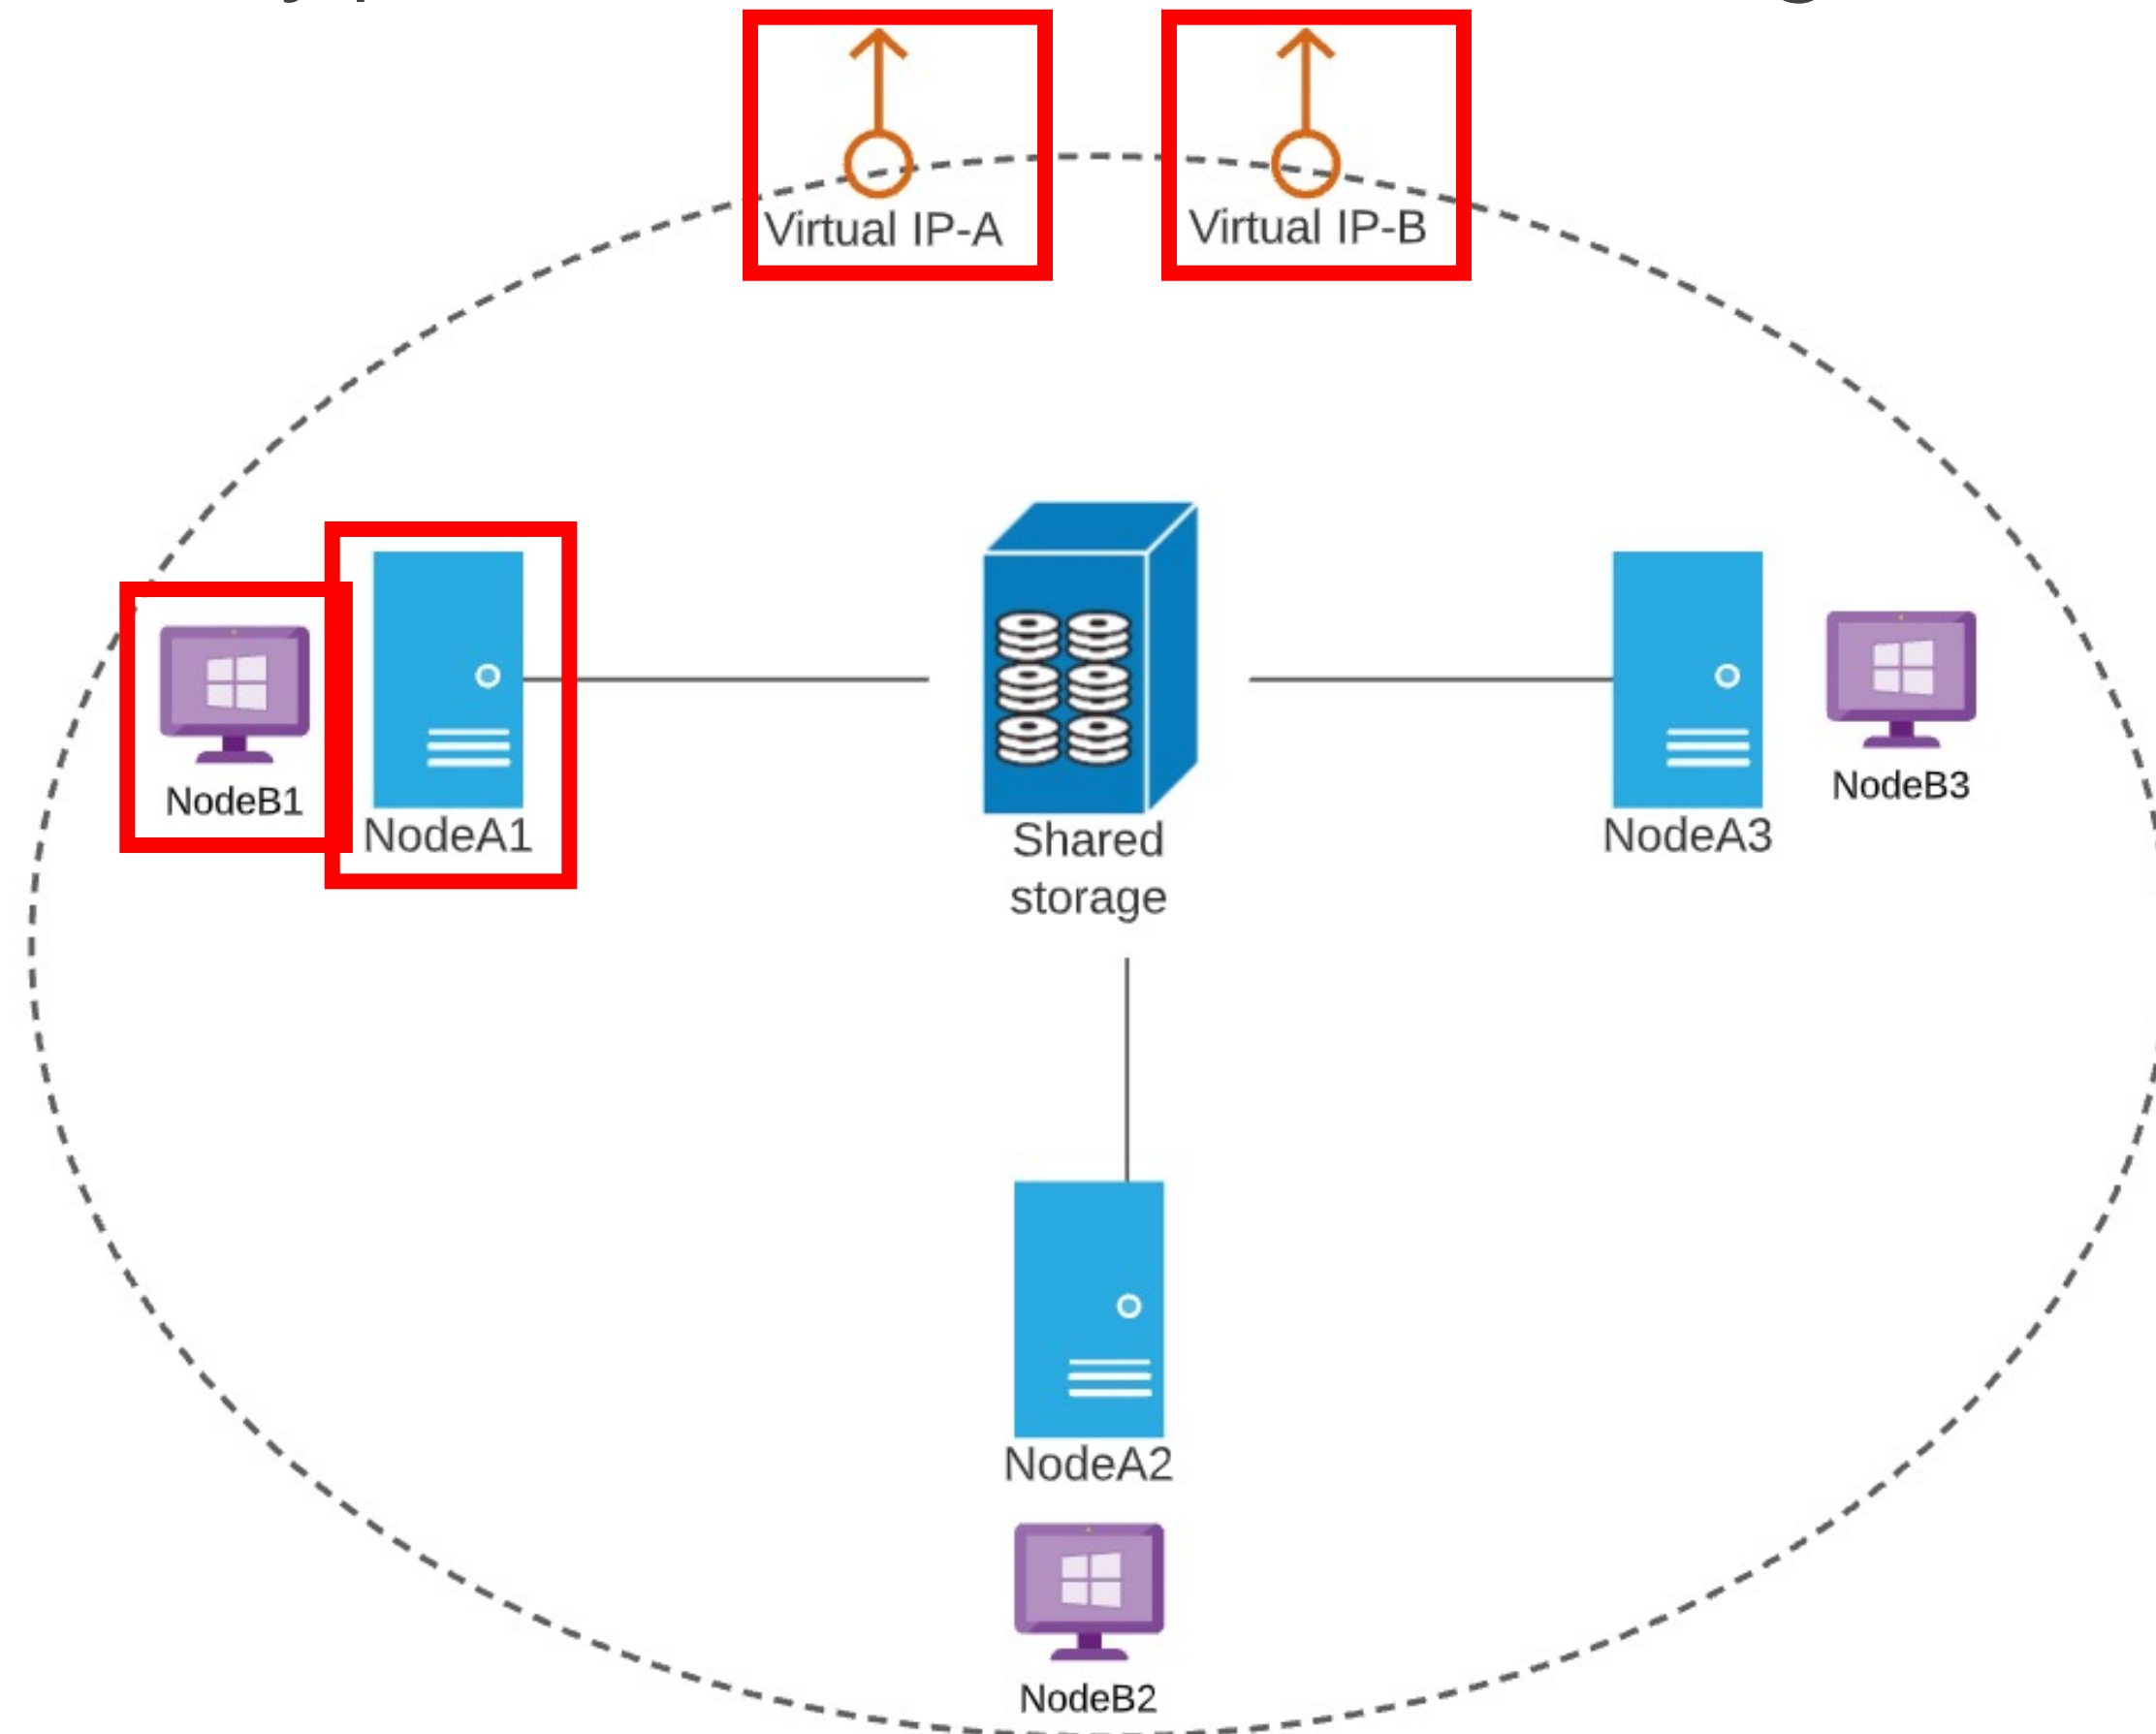 Virtual IP-A
Virtual IP-B
NodeB1
NodeA1
Shared
storage
NodeA3
NodeB3
NodeA2
NodeB2